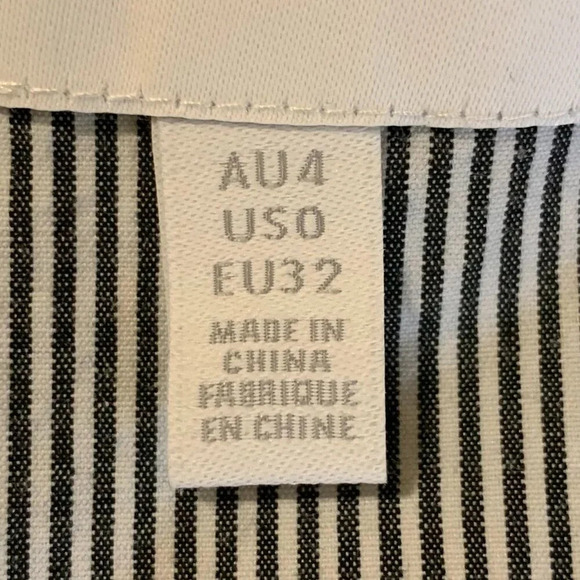 AU4
US0
EU32
MADE IN
CHINA
FABRIQUE
EN CHINE